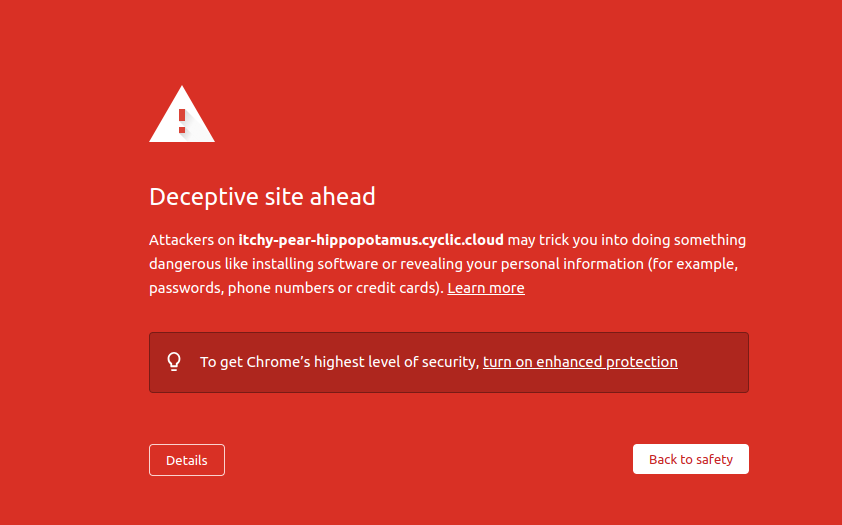 Deceptive site ahead
Attackers on itchy-pear-hippopotamus.cyclic.cloud may trick you into doing something
dangerous like installing software or revealing your personal information (for example,
passwords, phone numbers or credit cards). Learn more
To get Chrome’s highest level of security, turn on enhanced protection
Details
Back to safety